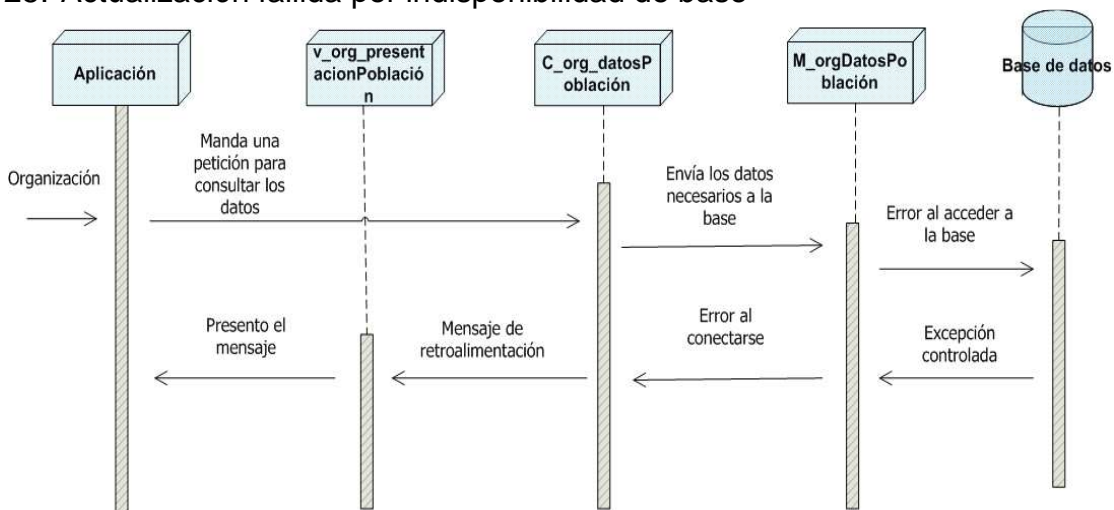 Actualización fallida por indisponibilidad de base
Aplicación
v_org_present
acionPoblació
n
C_org_datosP
oblación
M_orgDatosPo
blación
Base de datos
Organización
Manda una
petición para
consultar los
datos
Envía los datos
necesarios a la
base
Error al acceder a
la base
Presento el
mensaje
Mensaje de
retroalimentación
Error al
conectarse
Excepción
controlada